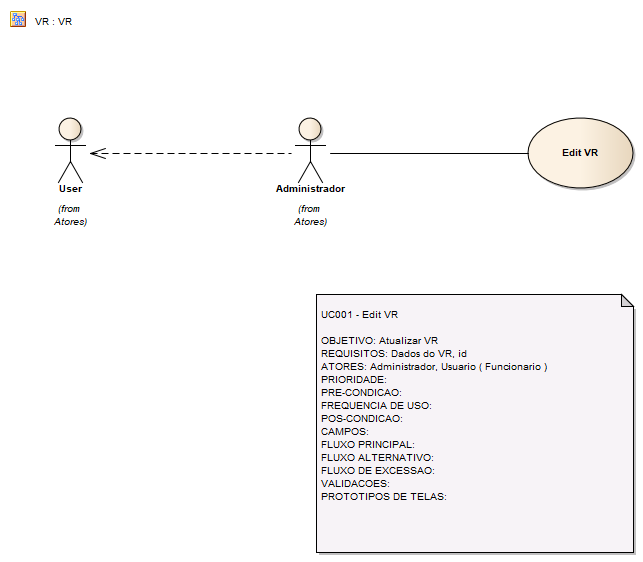 VR : VR
User
(from
Atores)
Administrador
(from
Atores)
Edit VR
UC001 - Edit VR
OBJETIVO: Atualizar VR
REQUISITOS: Dados do VR, id
ATORES: Administrador, Usuario ( Funcionario )
PRIORIDADE:
PRE-CONDICAO:
FREQUENCIA DE USO:
POS-CONDICAO:
CAMPOS:
FLUXO PRINCIPAL:
FLUXO ALTERNATIVO:
FLUXO DE EXCESSAO:
VALIDACOES:
PROTOTIPOS DE TELAS: